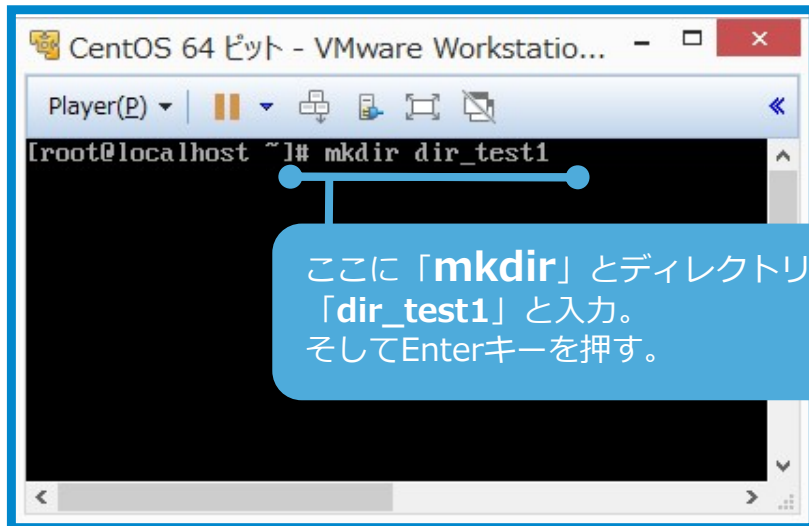 CentOS 64 ビット - VMware Workstatio...
Player(P)
[root@localhost ~]# mkdir dir_test1
ここに「mkdir」とディレクトリ
「dir_test1」と入力。
そしてEnterキーを押す。